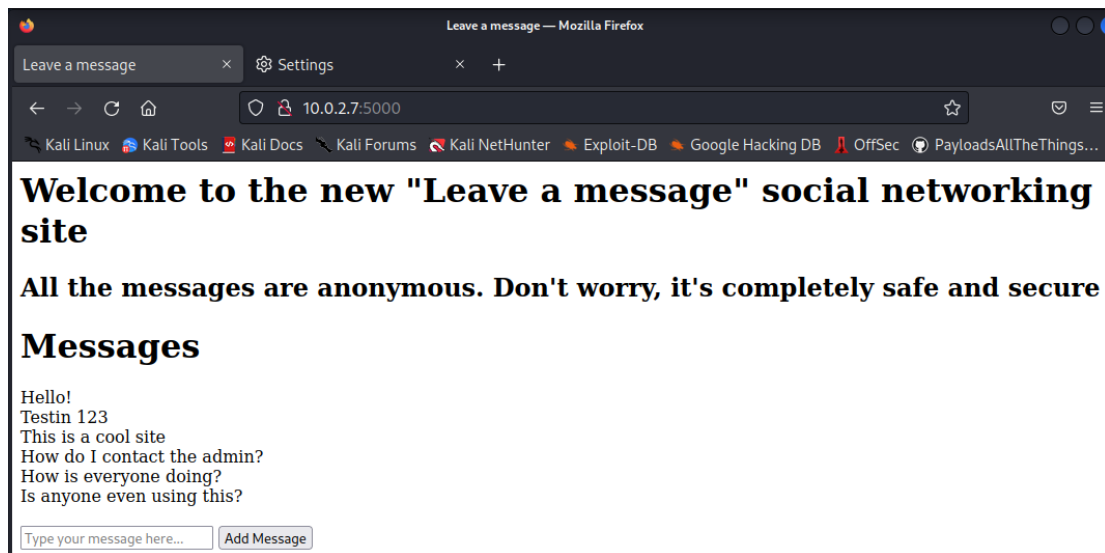 Leave a message — Mozilla Firefox
Leave a message
Settings
10.0.2.7:5000
Kali Linux Kali Tools Kali Docs Kali Forums Kali NetHunter Exploit-DB Google Hacking DB OffSec PayloadsAllTheThings...
Welcome to the new "Leave a message" social networking
site
All the messages are anonymous. Don't worry, it's completely safe and secure
Messages
Hello!
Testin 123
This is a cool site
How do I contact the admin?
How is everyone doing?
Is anyone even using this?
Type your message here... Add Message